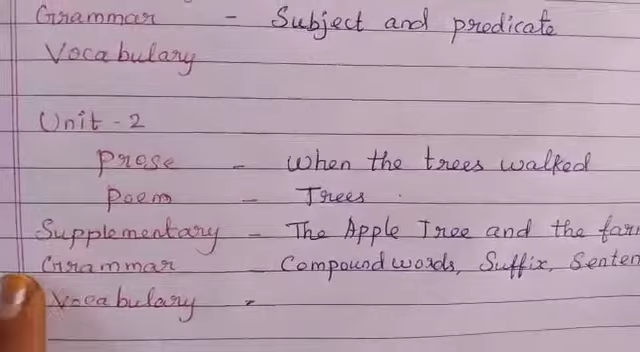 Grammar - Subject and predicate
Vocabulary
Unit - 2
Prose - When the trees walked
Poem - Trees.
Supplementary - The Apple Tree and the
Grammar - Compound words, Suffix,
Vocabulary -